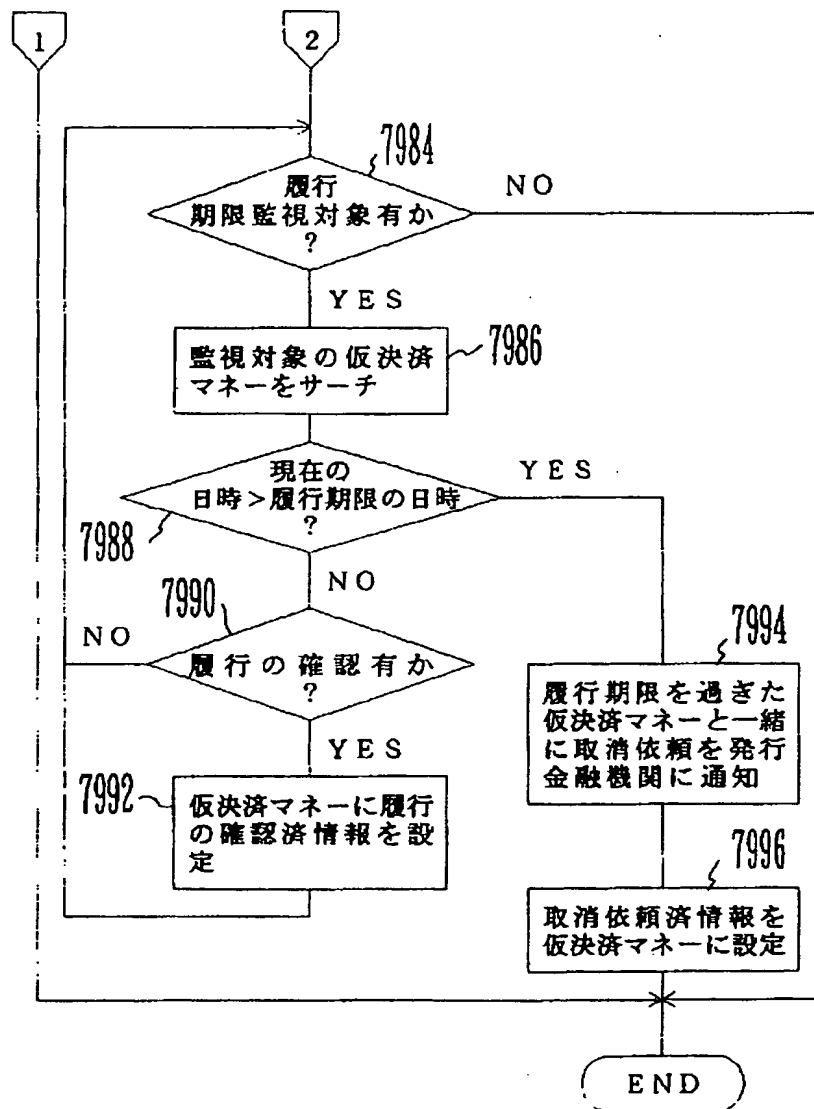 1
2
7984
履行
期限監視対象有か
?
NO
YES
監視対象の仮決済
マネーをサーチ
7986
現在の
日時>履行期限の日時
?
YES
7988
NO
7990
NO
履行の確認有か
?
YES
7994
履行期限を過ぎた
仮決済マネーと一緒
に取消依頼を発行
金融機関に通知
7992
仮決済マネーに履行
の確認済情報を設
定
7996
取消依頼済情報を
仮決済マネーに設定
END